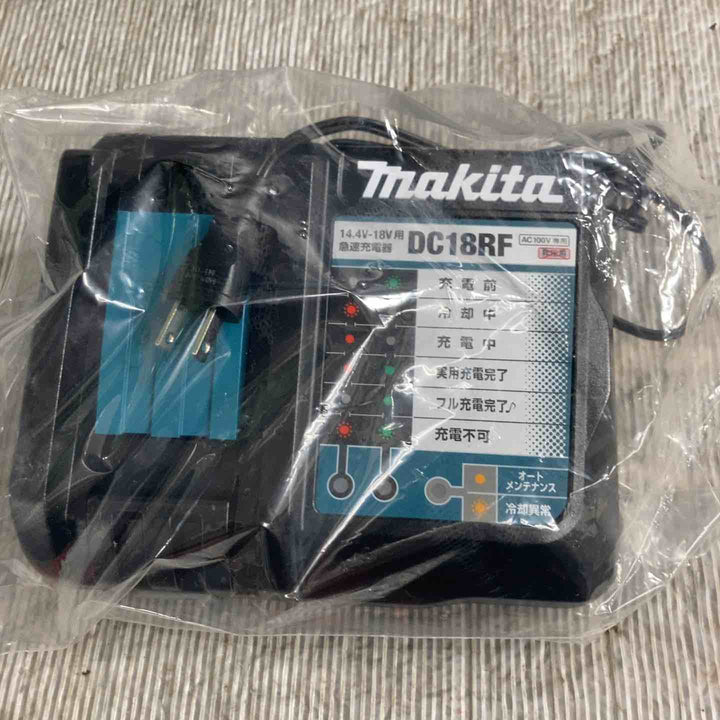 makita
14.4V-18V用
急速充電器
DC18RF
AC100V専用
充電前
冷却中
充電中
実用充電完了
フル充電完了♪
充電不可
オート
メンテナンス
冷却異常